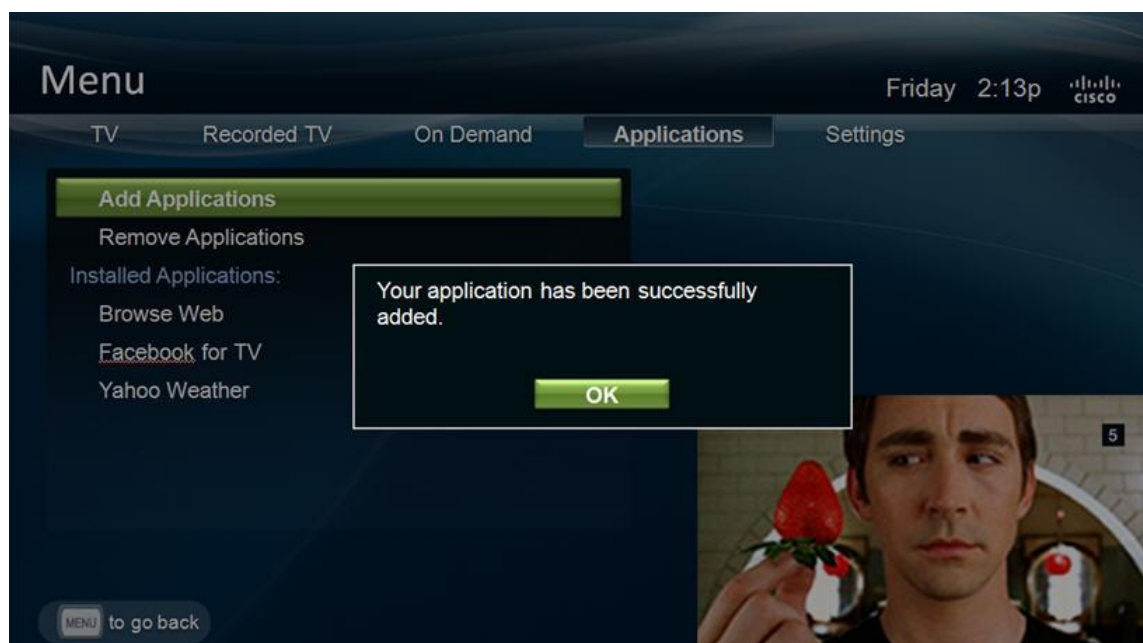 Menu
Friday 2:13p
cisco
TV Recorded TV On Demand Applications Settings
Add Applications
Remove Applications
Installed Applications:
Browse Web
Facebook for TV
Yahoo Weather
Your application has been successfully
added.
OK
5
MENU to go back